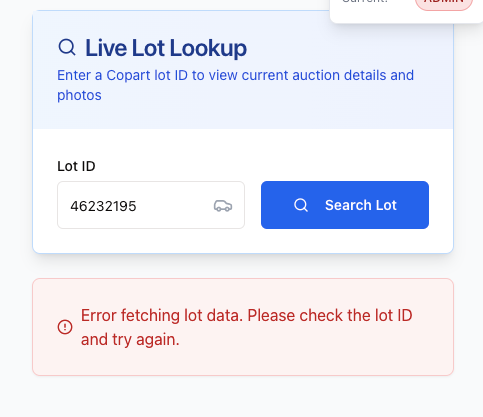 Current:
ADMIN
Live Lot Lookup
Enter a Copart lot ID to view current auction details and
photos
Lot ID
46232195
Search Lot
Error fetching lot data. Please check the lot ID
and try again.